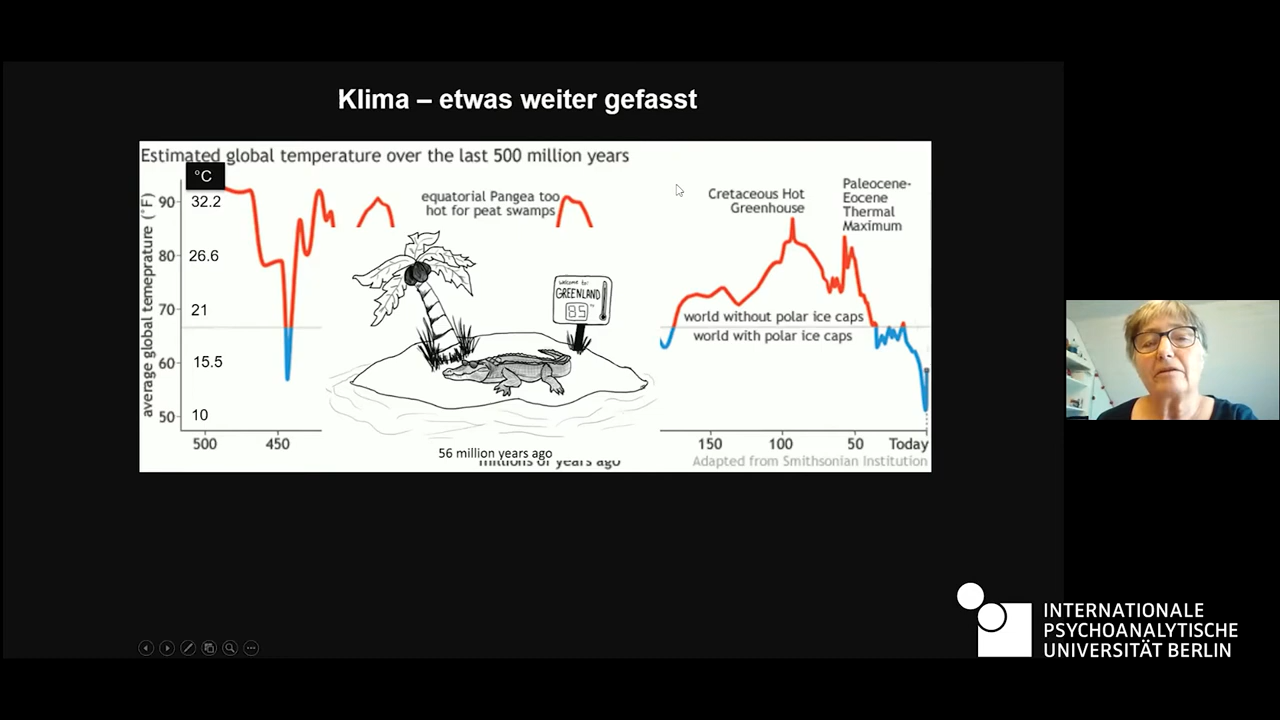 Klima – etwas weiter gefasst
Estimated global temperature over the last 500 million years
°C
average global temeprature (°F)
90
80
70
60
50
32.2
26.6
21
15.5
10
equatorial Pangea too
hot for peat swamps
Cretaceous Hot
Greenhouse
Paleocene-
Eocene
Thermal
Maximum
welcome to:
GREENLAND
85
world without polar ice caps
world with polar ice caps
500
450
150
100
50
Today
56 million years ago
millions of years ago
Adapted from Smithsonian Institution
INTERNATIONALE
PSYCHOANALYTISCHE
UNIVERSITÄT BERLIN